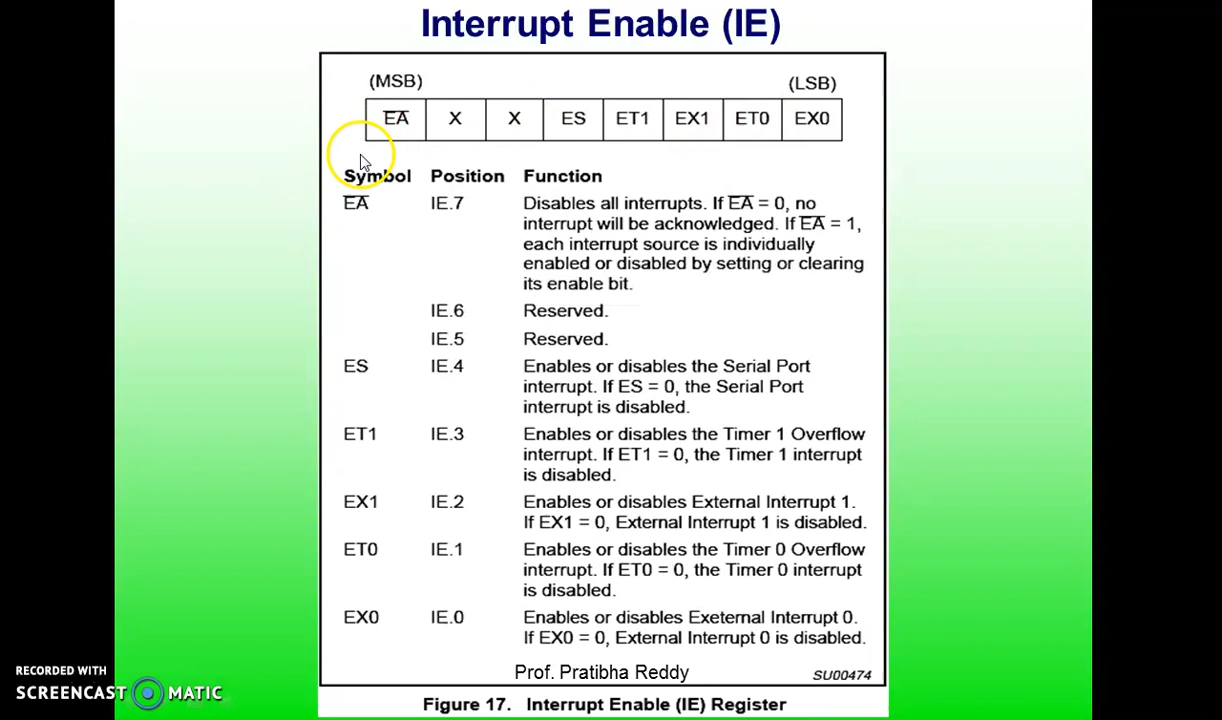 Interrupt Enable (IE)
(MSB) (LSB)
E̅A̅ X X ES ET1 EX1 ET0 EX0
Symbol Position Function
E̅A̅ IE.7 Disables all interrupts. If E̅A̅ = 0, no
interrupt will be acknowledged. If E̅A̅ = 1,
each interrupt source is individually
enabled or disabled by setting or clearing
its enable bit.
IE.6 Reserved.
IE.5 Reserved.
ES IE.4 Enables or disables the Serial Port
interrupt. If ES = 0, the Serial Port
interrupt is disabled.
ET1 IE.3 Enables or disables the Timer 1 Overflow
interrupt. If ET1 = 0, the Timer 1 interrupt
is disabled.
EX1 IE.2 Enables or disables External Interrupt 1.
If EX1 = 0, External Interrupt 1 is disabled.
ET0 IE.1 Enables or disables the Timer 0 Overflow
interrupt. If ET0 = 0, the Timer 0 interrupt
is disabled.
EX0 IE.0 Enables or disables Exeternal Interrupt 0.
If EX0 = 0, External Interrupt 0 is disabled.
Prof. Pratibha Reddy
SU00474
Figure 17. Interrupt Enable (IE) Register
RECORDED WITH
SCREENCAST MATIC